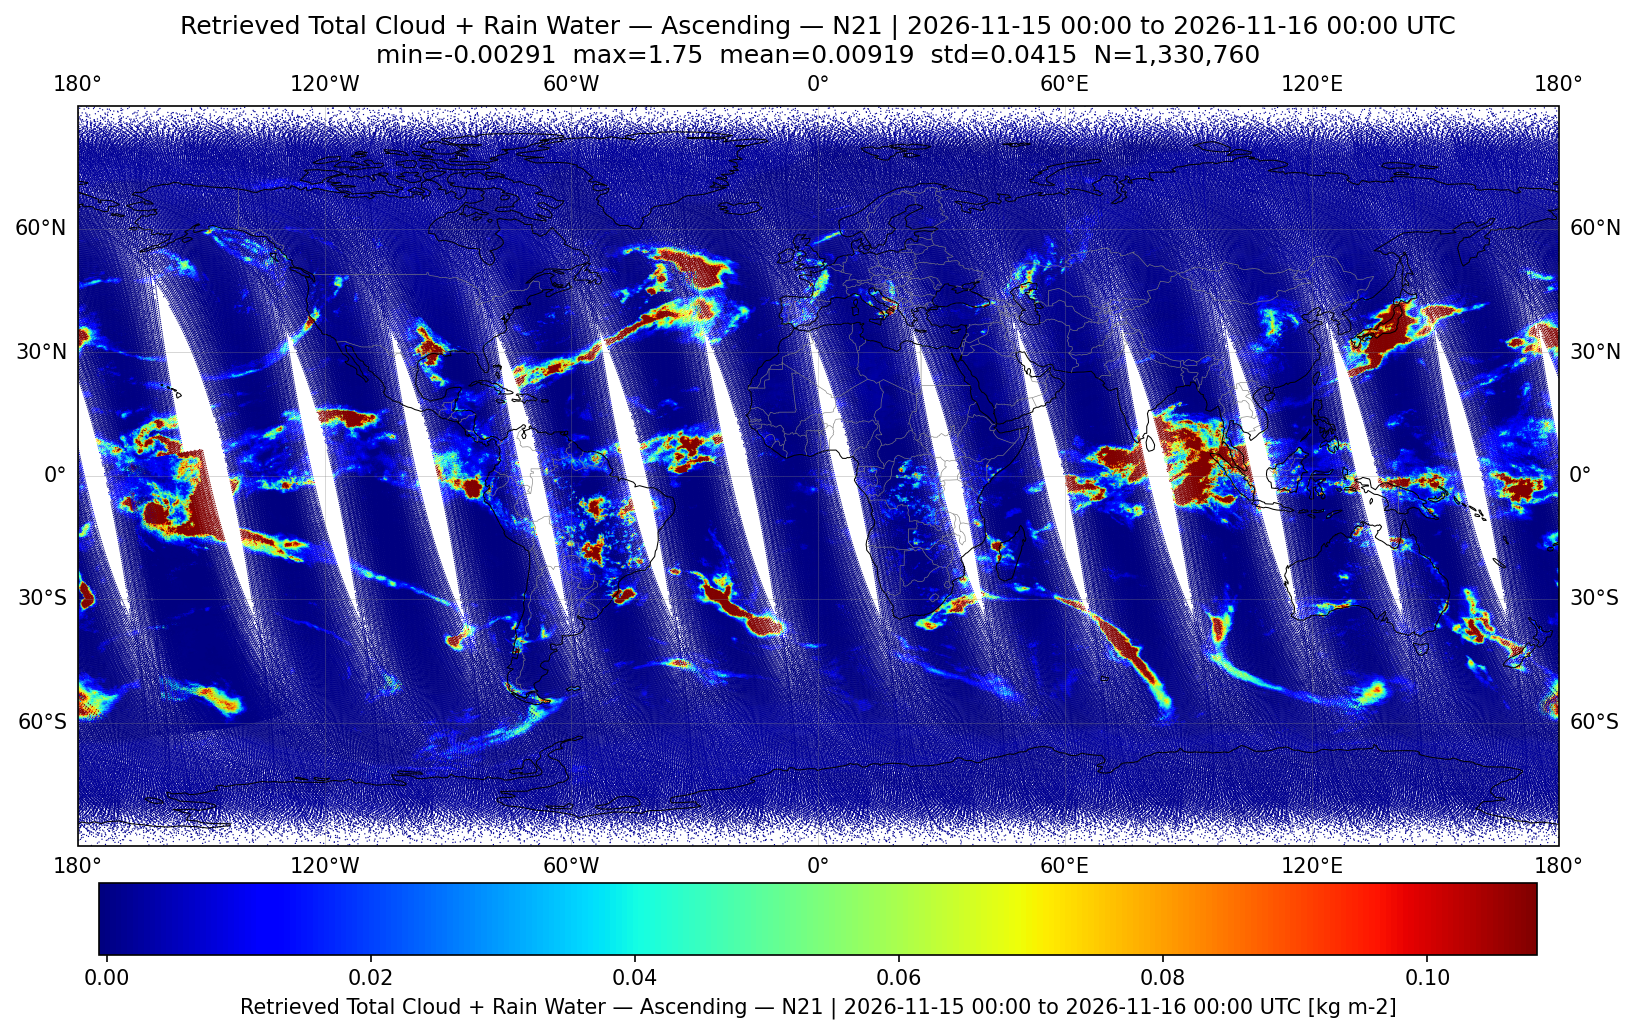 Retrieved Total Cloud + Rain Water — Ascending — N21 | 2026-11-15 00:00 to 2026-11-16 00:00 UTC
min=-0.00291 max=1.75 mean=0.00919 std=0.0415 N=1,330,760
180° 120°W 60°W 0° 60°E 120°E 180°
60°N 60°N
30°N 30°N
0° 0°
30°S 30°S
60°S 60°S
180° 120°W 60°W 0° 60°E 120°E 180°
0.00 0.02 0.04 0.06 0.08 0.10
Retrieved Total Cloud + Rain Water — Ascending — N21 | 2026-11-15 00:00 to 2026-11-16 00:00 UTC [kg m-2]